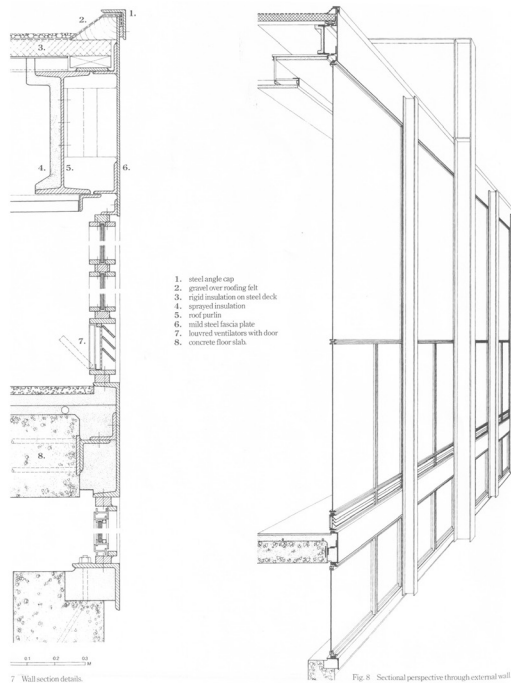 1.
2.
3.
4.
5.
6.
1. steel angle cap
2. gravel over roofing felt
3. rigid insulation on steel deck
4. sprayed insulation
5. roof purlin
6. mild steel fascia plate
7. louvred ventilators with door
8. concrete floor slab
7.
8.
0.1 0.2 0.3
M
7 Wall section details.
Fig. 8 Sectional perspective through external wall